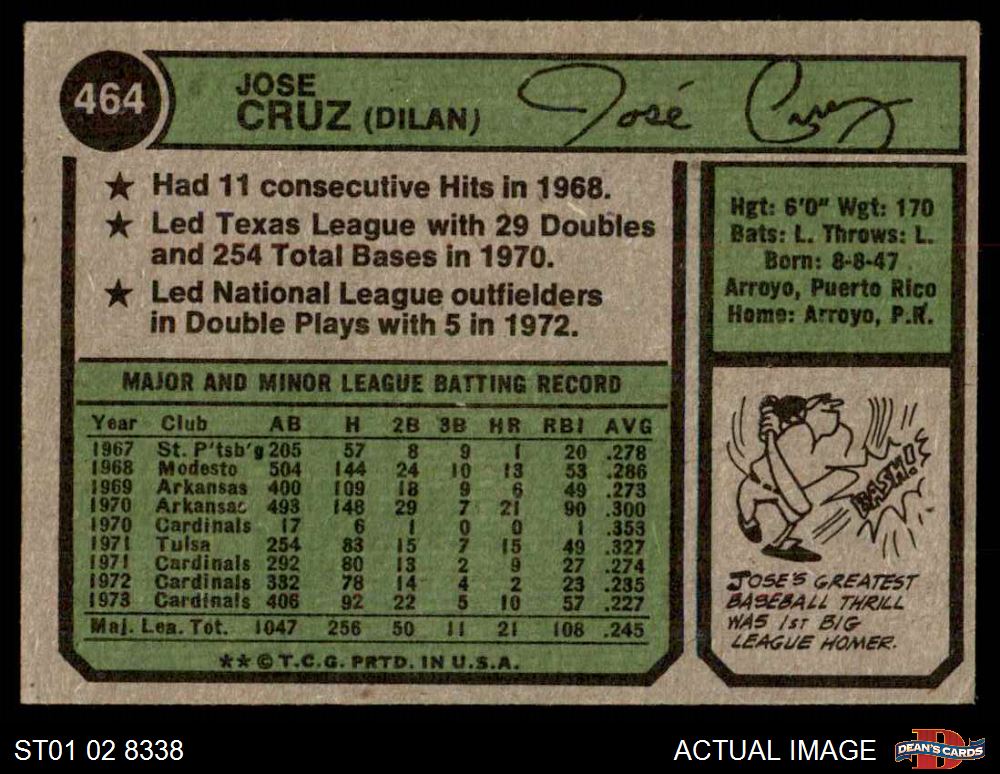 464
JOSE
CRUZ (DILAN)
José Cruz
★ Had 11 consecutive Hits in 1968.
★ Led Texas League with 29 Doubles
and 254 Total Bases in 1970.
★ Led National League outfielders
in Double Plays with 5 in 1972.
Hgt: 6'0" Wgt: 170
Bats: L. Throws: L.
Born: 8-8-47
Arroyo, Puerto Rico
Home: Arroyo, P.R.
MAJOR AND MINOR LEAGUE BATTING RECORD
Year Club AB H 2B 3B HR RBI AVG
1967 St. P'tsb'g 205 57 8 9 1 20 .278
1968 Modesto 504 144 24 10 13 53 .286
1969 Arkansas 400 109 18 9 6 49 .273
1970 Arkansas 493 148 29 7 21 90 .300
1970 Cardinals 17 6 1 0 0 1 .353
1971 Tulsa 254 83 15 7 15 49 .327
1971 Cardinals 292 80 13 2 9 27 .274
1972 Cardinals 332 78 14 4 2 23 .235
1973 Cardinals 406 92 22 5 10 57 .227
Maj. Lea. Tot. 1047 256 50 11 21 108 .245
★★ © T.C.G. PRTD. IN U.S.A.
BASH!
JOSE'S GREATEST
BASEBALL THRILL
WAS 1ST BIG
LEAGUE HOMER.
ST01 02 8338
ACTUAL IMAGE
D
DEAN'S CARDS